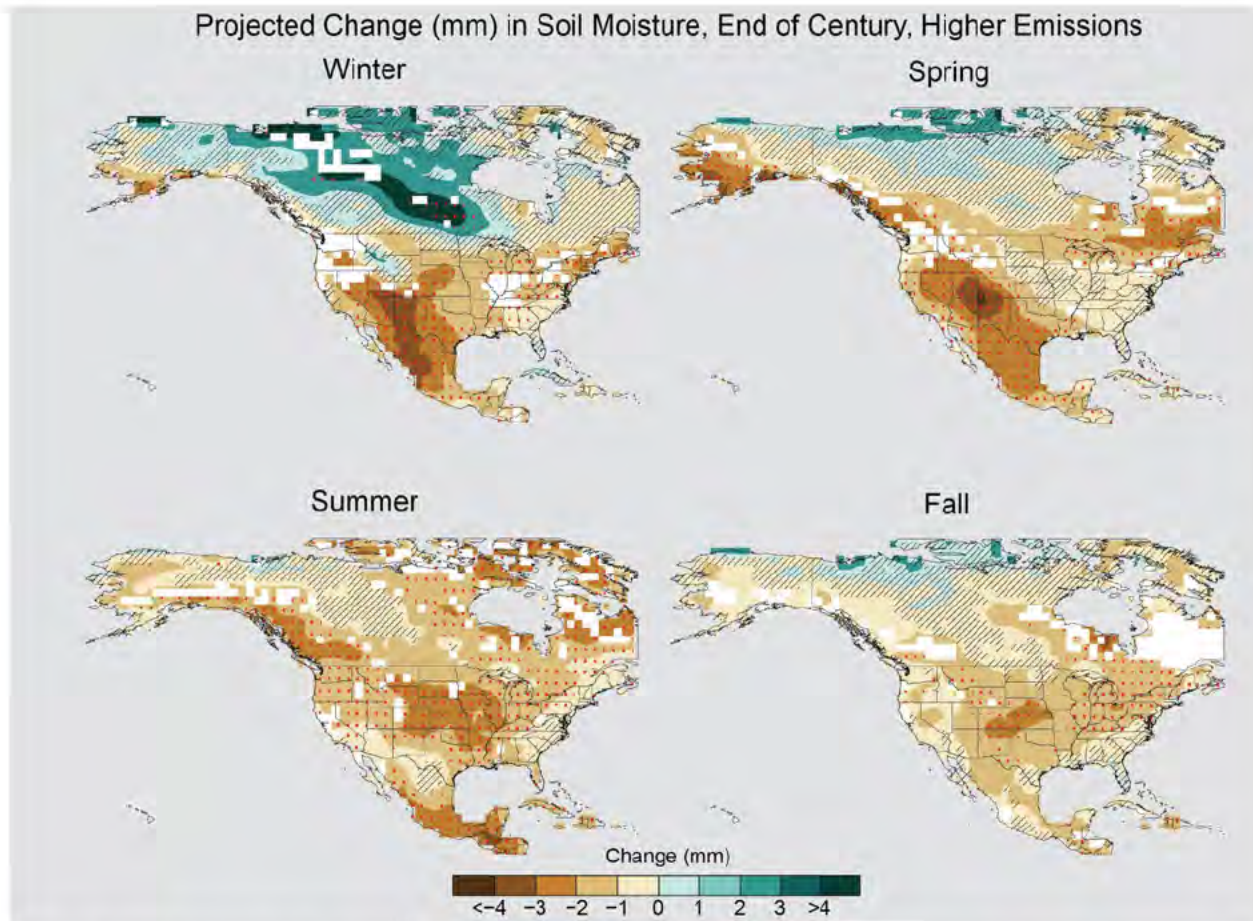 Projected Change (mm) in Soil Moisture, End of Century, Higher Emissions
Winter
Spring
Summer
Fall
Change (mm)
<−4 −3 −2 −1 0 1 2 3 >4